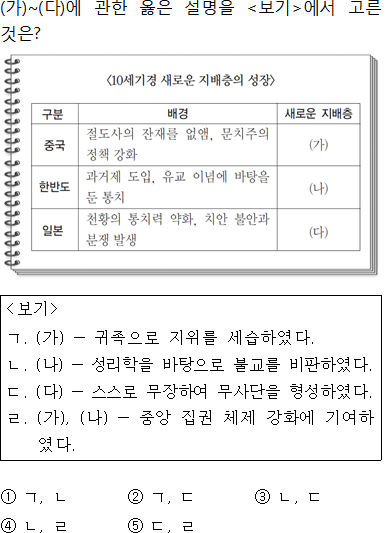 (가)~(다)에 관한 옳은 설명을 <보기>에서 고른
것은?
<10세기경 새로운 지배층의 성장>
구분 배경 새로운 지배층
중국 절도사의 잔재를 없앰, 문치주의 정책 강화 (가)
한반도 과거제 도입, 유교 이념에 바탕을 둔 통치 (나)
일본 천황의 통치력 약화, 치안 불안과 분쟁 발생 (다)
<보기>
ㄱ. (가) - 귀족으로 지위를 세습하였다.
ㄴ. (나) - 성리학을 바탕으로 불교를 비판하였다.
ㄷ. (다) - 스스로 무장하여 무사단을 형성하였다.
ㄹ. (가), (나) - 중앙 집권 체제 강화에 기여하
였다.
① ㄱ, ㄴ ② ㄱ, ㄷ ③ ㄴ, ㄷ
④ ㄴ, ㄹ ⑤ ㄷ, ㄹ